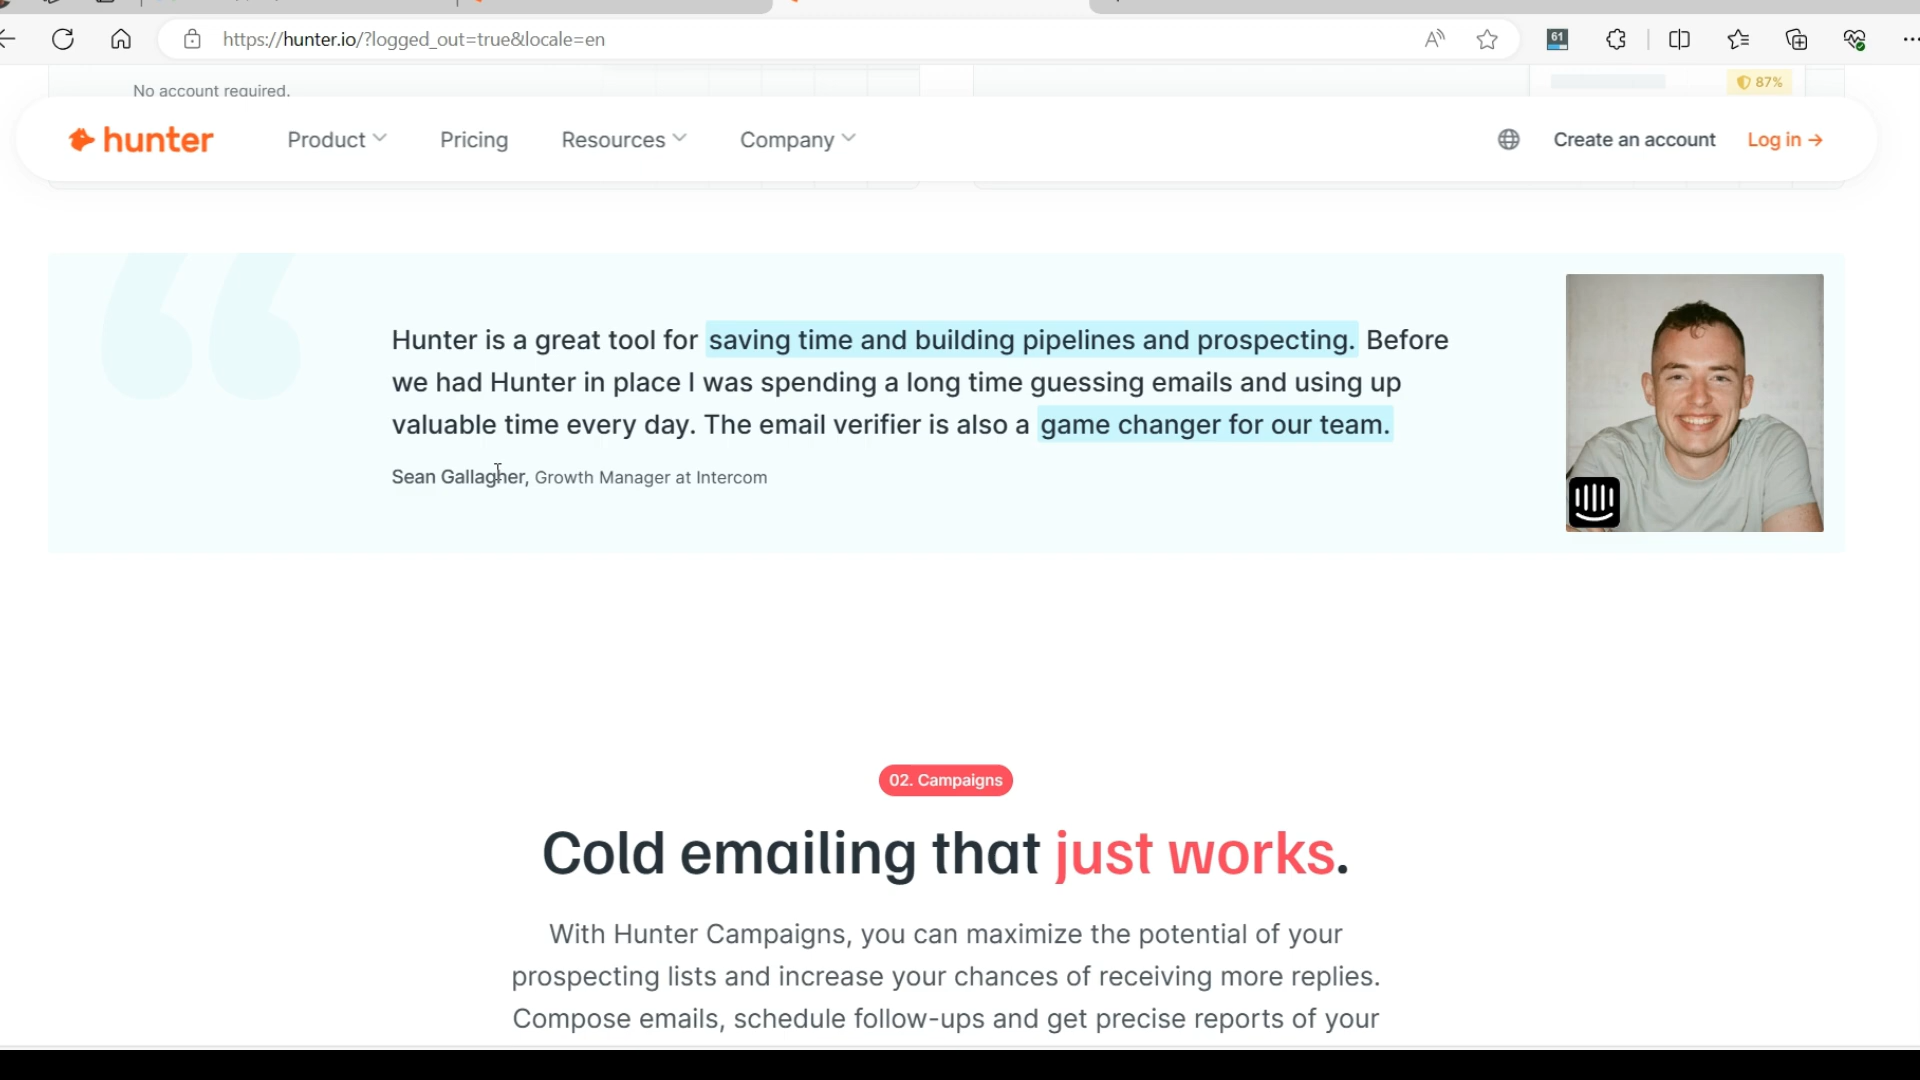 https://hunter.io/?logged_out=true&locale=en
61
No account required.
87%
hunter
Product
Pricing
Resources
Company
Create an account
Log in →
Hunter is a great tool for saving time and building pipelines and prospecting. Before
we had Hunter in place I was spending a long time guessing emails and using up
valuable time every day. The email verifier is also a game changer for our team.
Sean Gallagher, Growth Manager at Intercom
02. Campaigns
Cold emailing that just works.
With Hunter Campaigns, you can maximize the potential of your
prospecting lists and increase your chances of receiving more replies.
Compose emails, schedule follow-ups and get precise reports of your